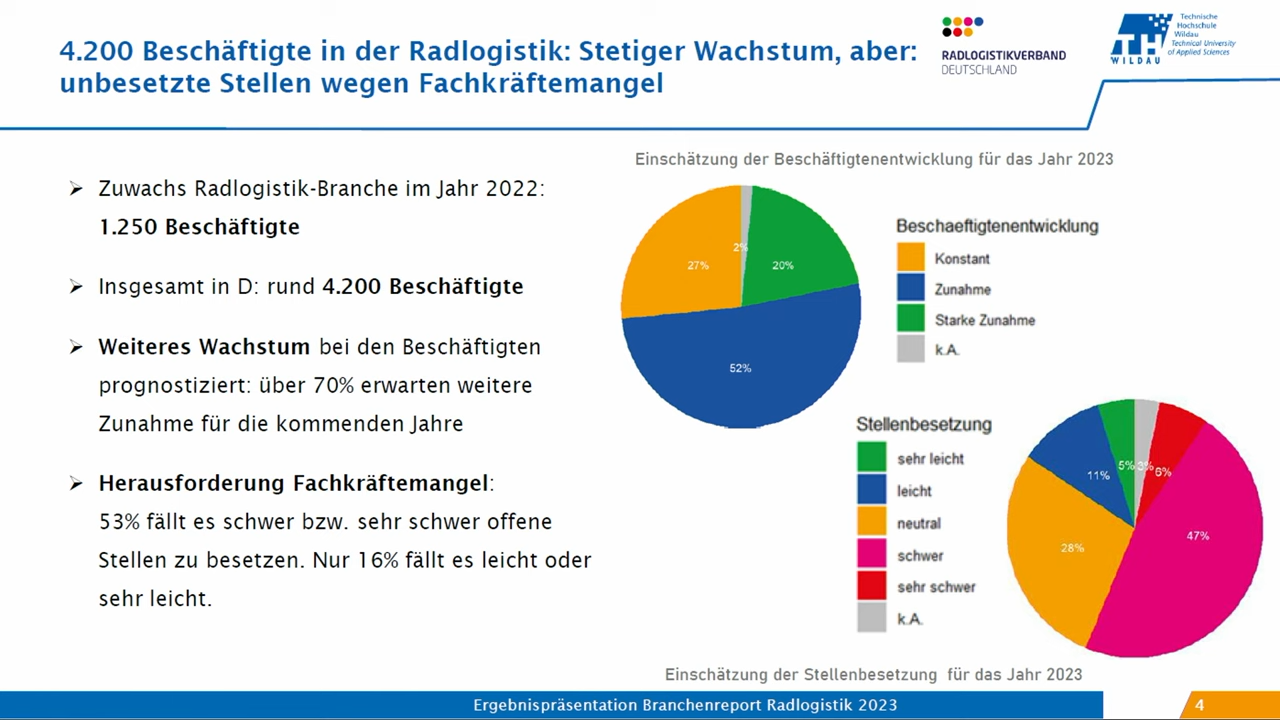 4.200 Beschäftigte in der Radlogistik: Stetiger Wachstum, aber:
unbesetzte Stellen wegen Fachkräftemangel
RADLOGISTIKVERBAND
DEUTSCHLAND
TH
WILDAU
Technische
Hochschule
Wildau
Technical University
of Applied Sciences
➢ Zuwachs Radlogistik-Branche im Jahr 2022:
1.250 Beschäftigte
➢ Insgesamt in D: rund 4.200 Beschäftigte
➢ Weiteres Wachstum bei den Beschäftigten
prognostiziert: über 70% erwarten weitere
Zunahme für die kommenden Jahre
➢ Herausforderung Fachkräftemangel:
53% fällt es schwer bzw. sehr schwer offene
Stellen zu besetzen. Nur 16% fällt es leicht oder
sehr leicht.
Einschätzung der Beschäftigtenentwicklung für das Jahr 2023
27%
2%
20%
52%
Beschaeftigtenentwicklung
Konstant
Zunahme
Starke Zunahme
k.A.
Stellenbesetzung
sehr leicht
leicht
neutral
schwer
sehr schwer
k.A.
11%
5%
3%
6%
47%
28%
Einschätzung der Stellenbesetzung für das Jahr 2023
Ergebnispräsentation Branchenreport Radlogistik 2023
4